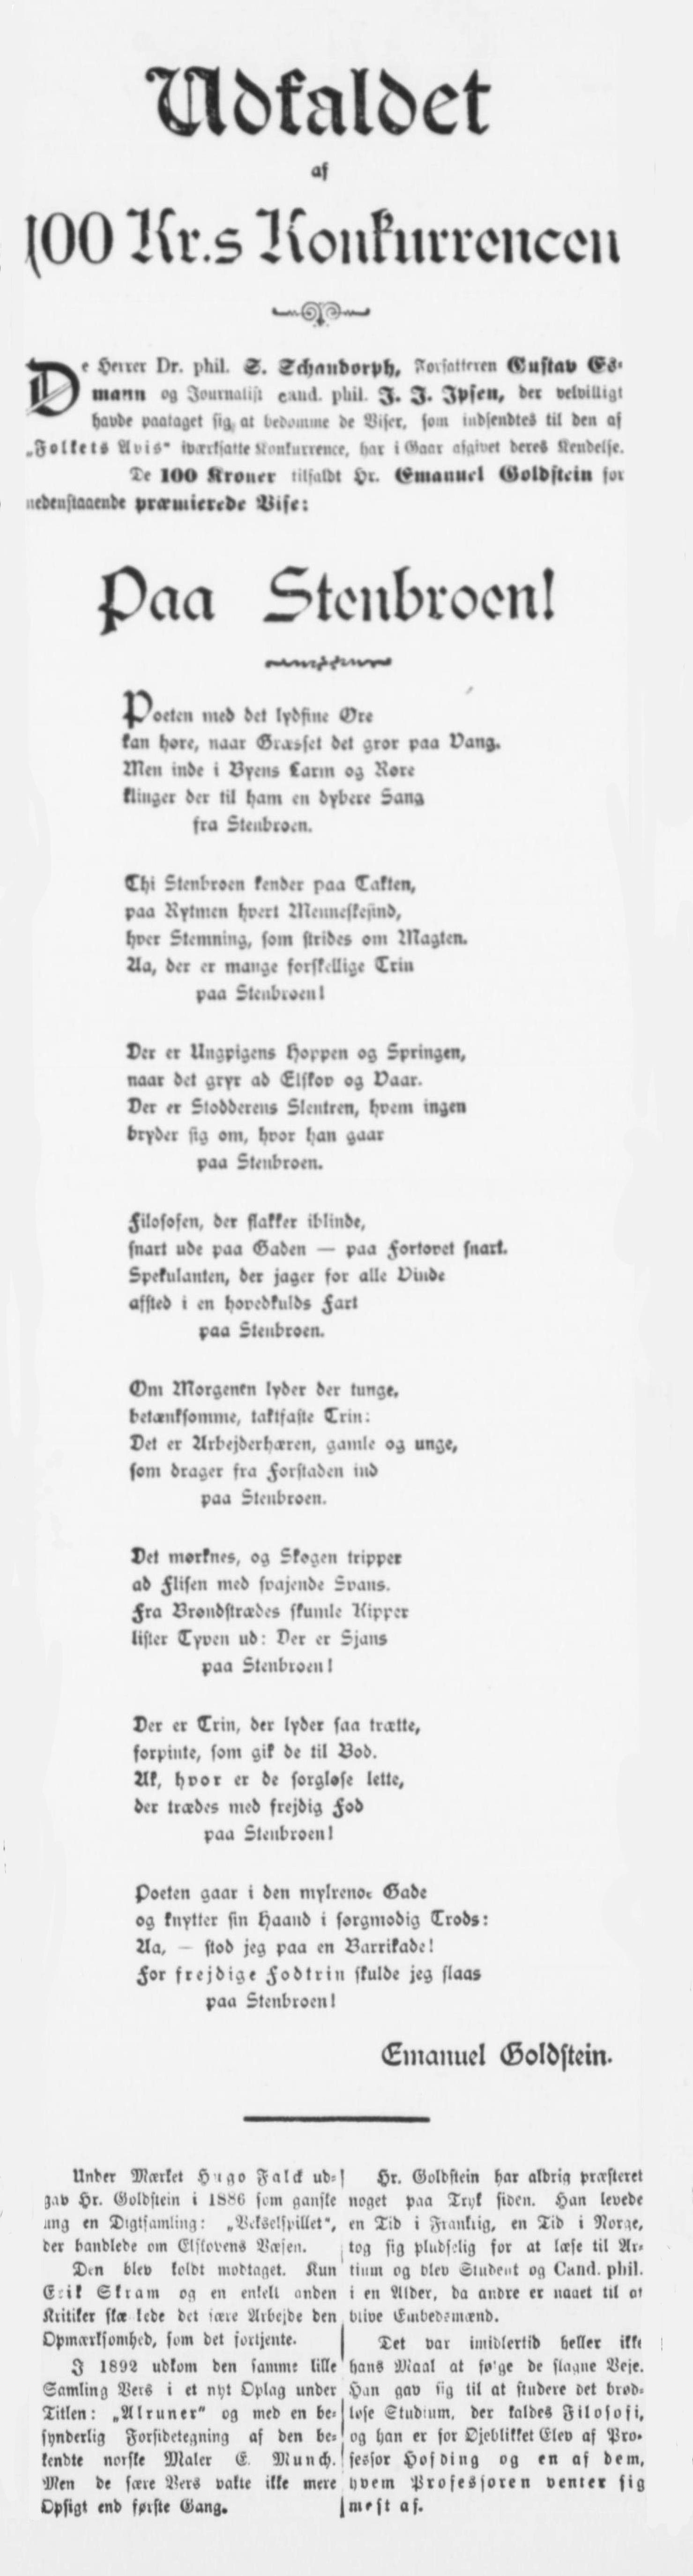 Udfaldet
af
100 Kr.s Konkurrencen
De Herrer Dr. phil. S. Schandorph, Forfatteren Gustav Es-
mann og Journalist cand. phil. J. J. Ipsen, der velvilligt
havde paataget sig, at bedømme de Viser, som indsendtes til den af
„Folkets Avis“ iværksatte Konkurrence, har i Gaar afgivet deres Kendelse.
De 100 Kroner tilfaldt Hr. Emanuel Goldstein for
nedenstaaende præmierede Vise:
Paa Stenbroen!
Poeten med det lydfine Øre
kan høre, naar Græsset det gror paa Vang.
Men inde i Byens Larm og Røre
klinger der til ham en dybere Sang
fra Stenbroen.
Thi Stenbroen kender paa Takten,
paa Rytmen hvert Menneskesind,
hver Stemning, som strides om Magten.
Aa, der er mange forskellige Trin
paa Stenbroen!
Der er Ungpigens Hoppen og Springen,
naar det gryr ad Elskov og Vaar.
Der er Stodderens Slentren, hvem ingen
bryder sig om, hvor han gaar
paa Stenbroen.
Filosofen, der flakker iblinde,
snart ude paa Gaden — paa Fortovet snart.
Spekulanten, der jager for alle Vinde
afsted i en hovedkulds Fart
paa Stenbroen.
Om Morgenen lyder der tunge,
betænksomme, taktfaste Trin:
Det er Arbejderhæren, gamle og unge,
som drager fra Forstaden ind
paa Stenbroen.
Det mørknes, og Skøgen tripper
ad Flisen med svajende Svans.
Fra Brøndstrædes skumle Kipper
lister Tyven ud: Der er Sjans
paa Stenbroen!
Der er Trin, der lyder saa trætte,
forpinte, som gik de til Bod.
Ak, hvor er de sorgløse lette,
der trædes med frejdig Fod
paa Stenbroen!
Poeten gaar i den mylrende Gade
og knytter sin Haand i sørgmodig Trods:
Aa, — stod jeg paa en Barrikade!
For frejdige Fodtrin skulde jeg slaas
paa Stenbroen!
Emanuel Goldstein.
Under Mærket Hugo Falck ud-
gav Hr. Goldstein i 1886 som ganske
ung en Digtsamling: „Vekselspillet“,
der handlede om Elskovens Væsen.
Den blev koldt modtaget. Kun
Erik Skram og en enkelt anden
Kritiker skænkede det sære Arbejde den
Opmærksomhed, som det fortjente.
I 1892 udkom den samme lille
Samling Vers i et nyt Oplag under
Titlen: „Alruner“ og med en be-
synderlig Forsidetegning af den be-
kendte norske Maler E. Munch.
Men de sære Vers vakte ikke mere
Opsigt end første Gang.
Hr. Goldstein har aldrig præsteret
noget paa Tryk siden. Han levede
en Tid i Frankrig, en Tid i Norge,
tog sig pludselig for at læse til Ar-
tium og blev Student og Cand. phil.
i en Alder, da andre er naaet til at
blive Embedsmænd.
Det var imidlertid heller ikke
hans Maal at følge de slagne Veje.
Han gav sig til at studere det brød-
løse Studium, der kaldes Filosofi,
og han er for Øjeblikket Elev af Pro-
fessor Høfding og en af dem,
hvem Professoren venter sig
mest af.